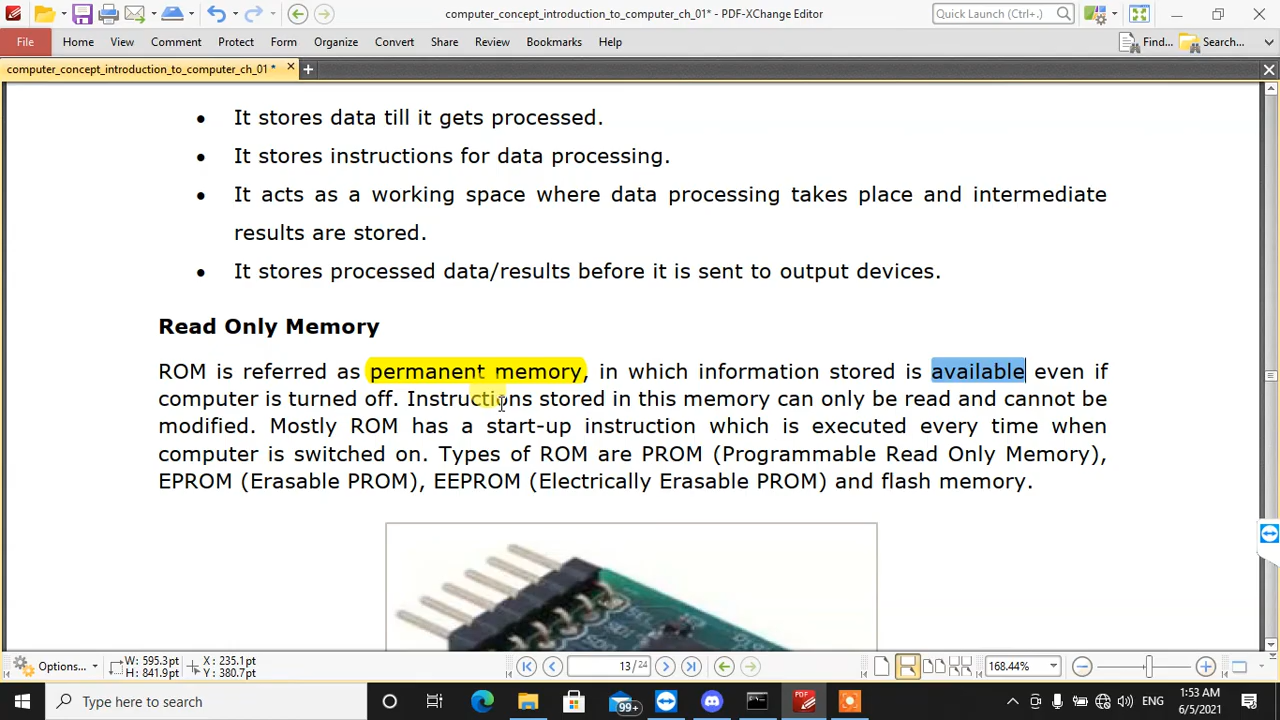 computer_concept_introduction_to_computer_ch_01* - PDF-XChan...
Quick Launch (Ctrl+.)
File Home View Comment Protect Form Organize Convert Share Review Bookmarks Help Find... Search...
computer_concept_introduction_to_computer_ch_01 *
• It stores data till it gets processed.
• It stores instructions for data processing.
• It acts as a working space where data processing takes place and intermediate
results are stored.
• It stores processed data/results before it is sent to output devices.
Read Only Memory
ROM is referred as permanent memory, in which information stored is available even if
computer is turned off. Instructions stored in this memory can only be read and cannot be
modified. Mostly ROM has a start-up instruction which is executed every time when
computer is switched on. Types of ROM are PROM (Programmable Read Only Memory),
EPROM (Erasable PROM), EEPROM (Electrically Erasable PROM) and flash memory.
Options... W: 595.3pt X: 235.1pt 13 / 24 168.44%
H: 841.9pt Y: 380.7pt
Type here to search 99+ PDF ENG 1:53 AM
6/5/2021